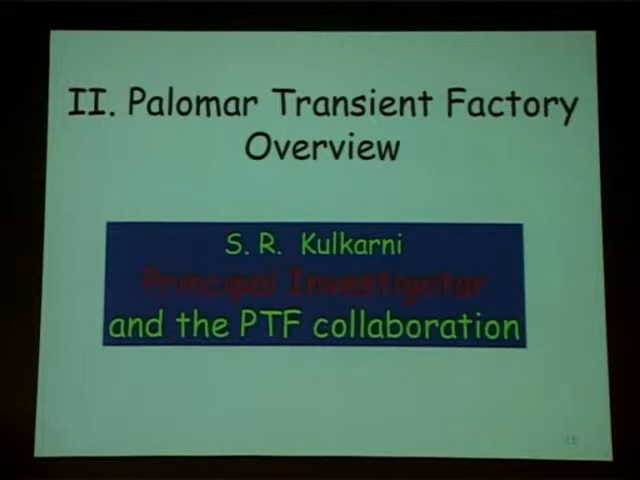 II. Palomar Transient Factory
Overview
S. R. Kulkarni
Principal Investigator
and the PTF collaboration